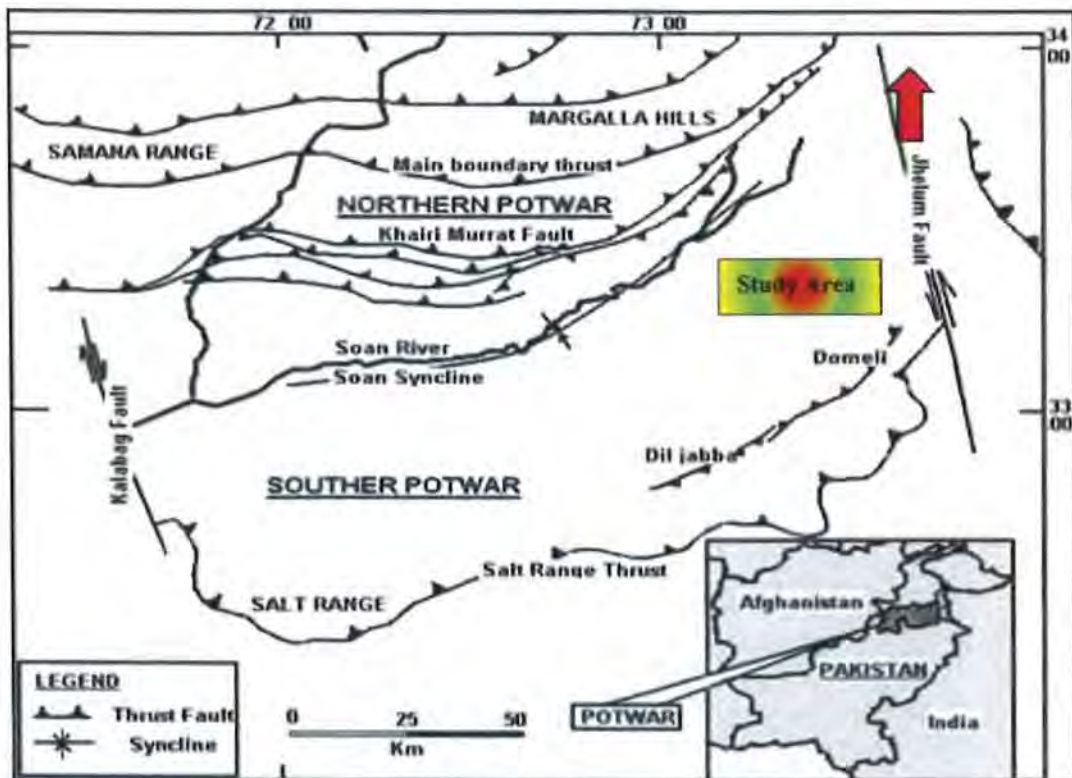 72 00
73 00
34 00
MARGALLA HILLS
SAMANA RANGE
Main boundary thrust
NORTHERN POTWAR
Khairi Murrat Fault
Jhelum Fault
Study Area
Soan River
Soan Syncline
Domeli
Kalabag Fault
33 00
Dil jabba
SOUTHER POTWAR
Salt Range Thrust
SALT RANGE
Afghanistan
PAKISTAN
India
POTWAR
LEGEND
Thrust Fault
Syncline
0 25 50
Km